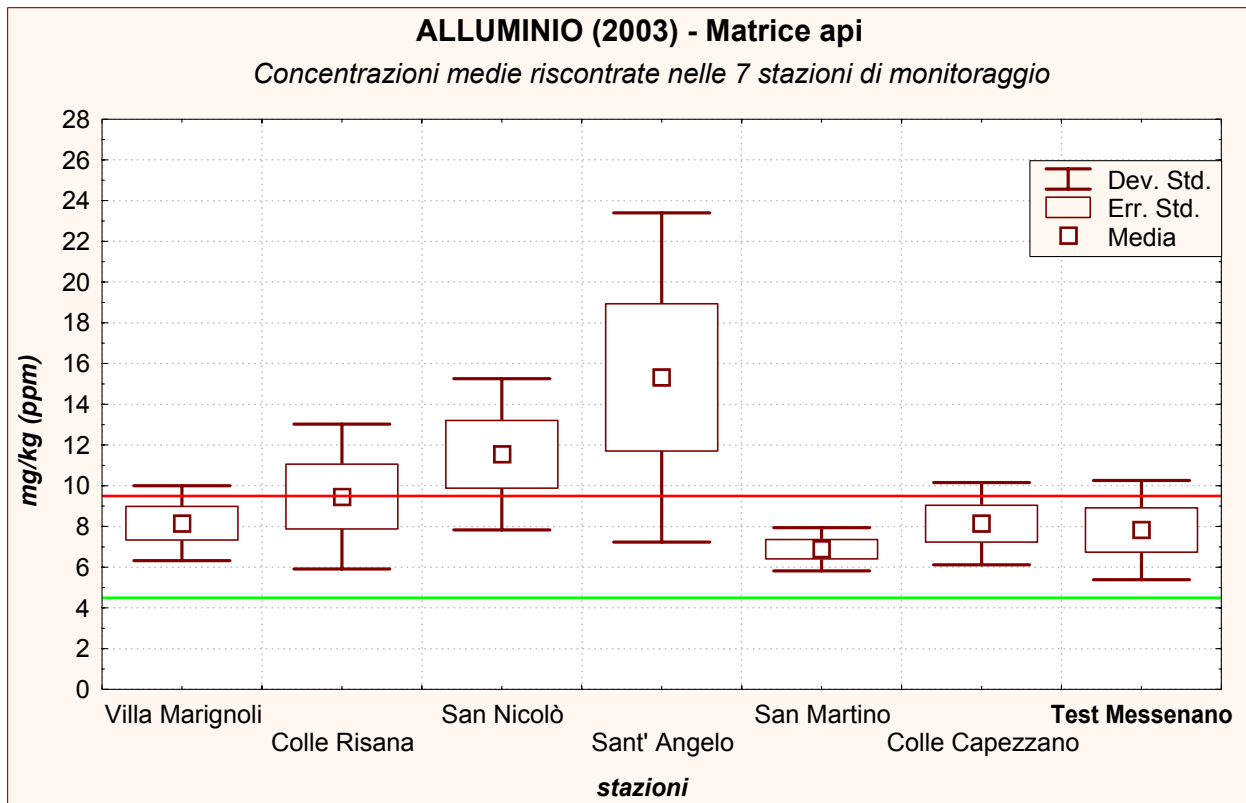 ALLUMINIO (2003) - Matrice api
Concentrazioni medie riscontrate nelle 7 stazioni di monitoraggio
28
26
24
22
20
18
16
14
12
10
8
6
4
2
0
mg/kg (ppm)
Dev. Std.
Err. Std.
Media
Villa Marignoli
Colle Risana
San Nicolò
Sant' Angelo
San Martino
Colle Capezzano
Test Messenano
stazioni